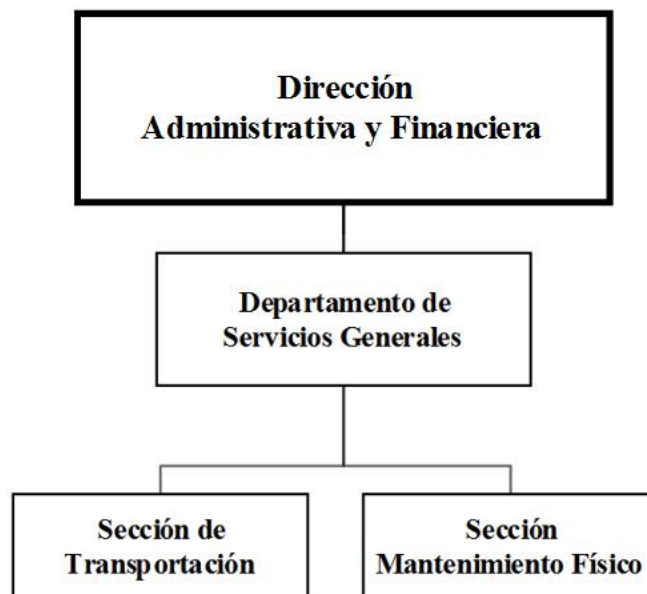 Dirección
Administrativa y Financiera
Departamento de
Servicios Generales
Sección de
Transportación
Sección
Mantenimiento Físico